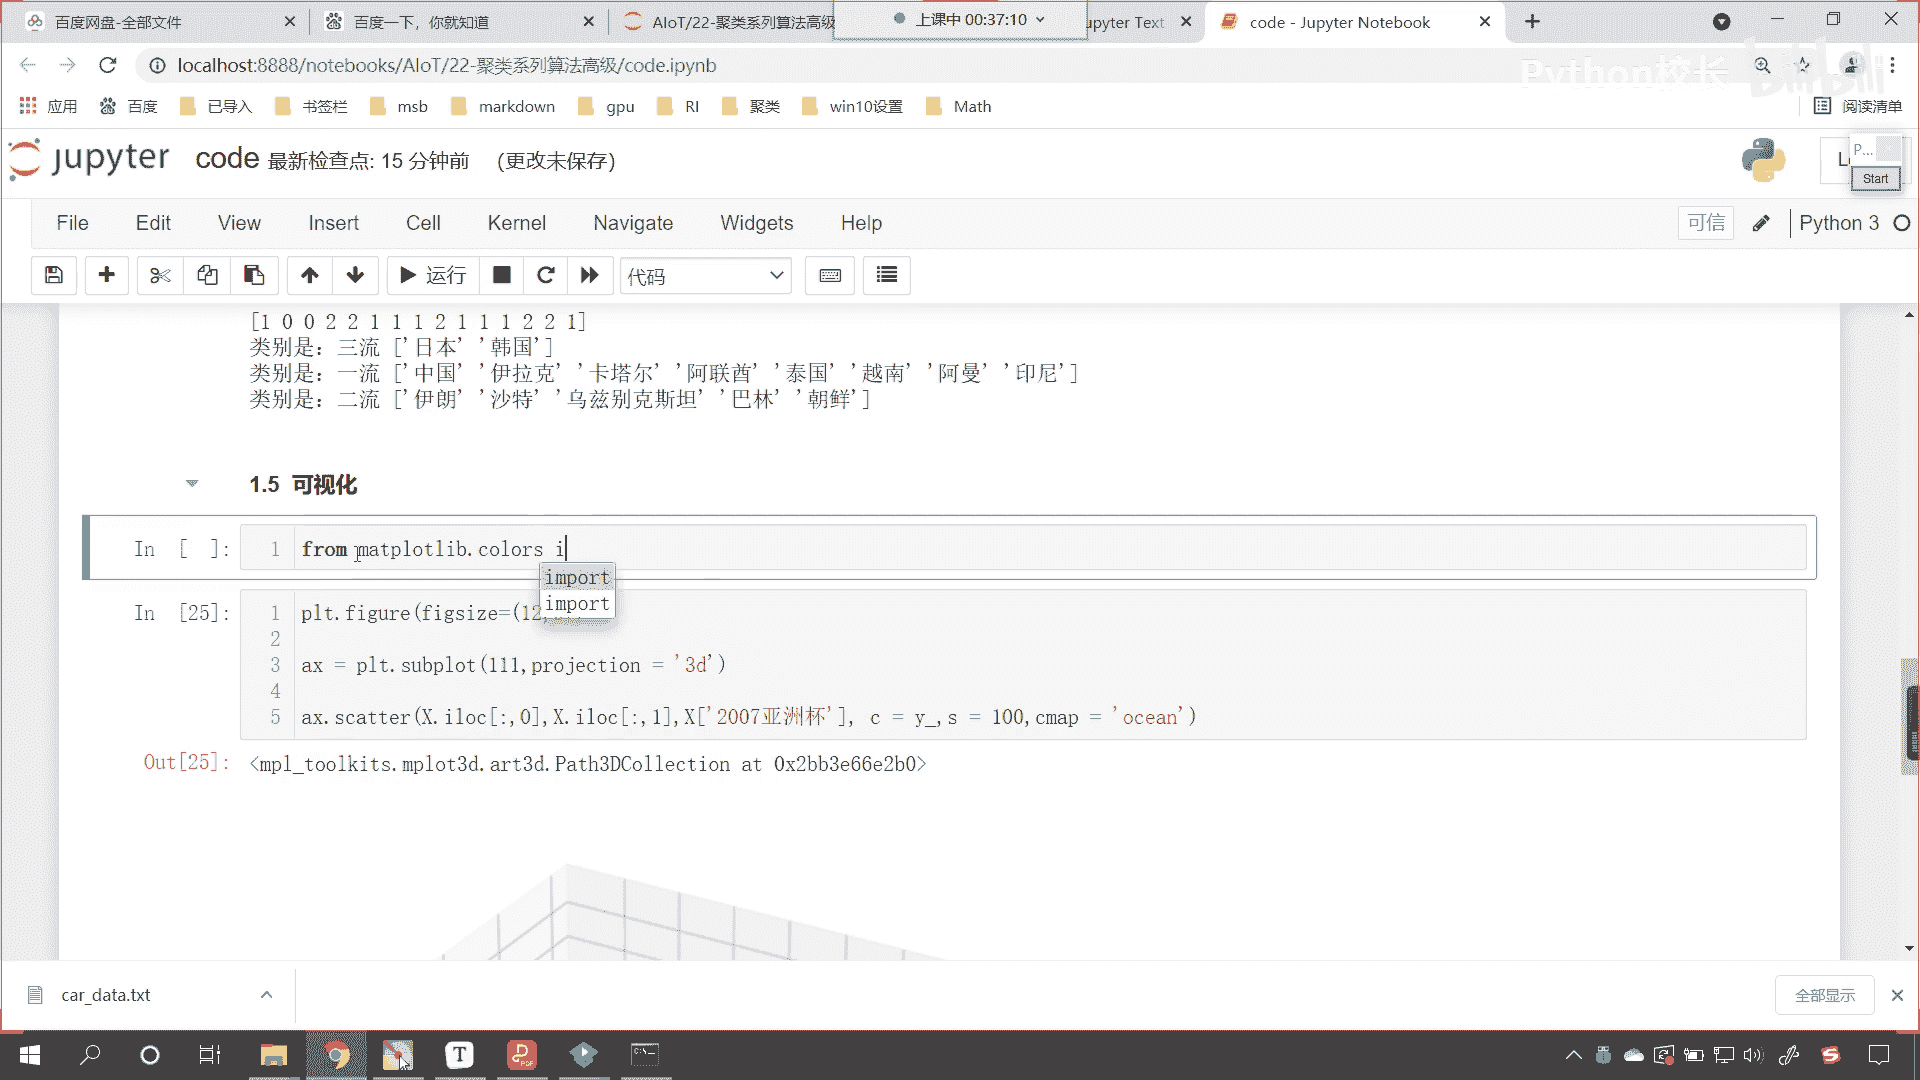 百度网盘-全部文件
百度一下，你就知道
AIoT/22-聚类系列算法高级
上课中 00:37:10
upyter Text
code - Jupyter Notebook
localhost:8888/notebooks/AIoT/22-聚类系列算法高级/code.ipynb
Python校长
bilibili
应用 百度 已导入 书签栏 msb markdown gpu RI 聚类 win10设置 Math 阅读清单
jupyter code 最新检查点: 15 分钟前 (更改未保存)
P...
Start
File Edit View Insert Cell Kernel Navigate Widgets Help 可信 Python 3
运行 代码
[1 0 0 2 2 1 1 1 2 1 1 1 2 2 1]
类别是：三流 ['日本' '韩国']
类别是：一流 ['中国' '伊拉克' '卡塔尔' '阿联酋' '泰国' '越南' '阿曼' '印尼']
类别是：二流 ['伊朗' '沙特' '乌兹别克斯坦' '巴林' '朝鲜']
1.5 可视化
In [ ]: 1 from matplotlib.colors i
import
import
In [25]: 1 plt.figure(figsize=(12,
2
3 ax = plt.subplot(111,projection = '3d')
4
5 ax.scatter(X.iloc[:,0],X.iloc[:,1],X['2007亚洲杯'], c = y_,s = 100,cmap = 'ocean')
Out[25]: <mpl_toolkits.mplot3d.art3d.Path3DCollection at 0x2bb3e66e2b0>
car_data.txt
全部显示